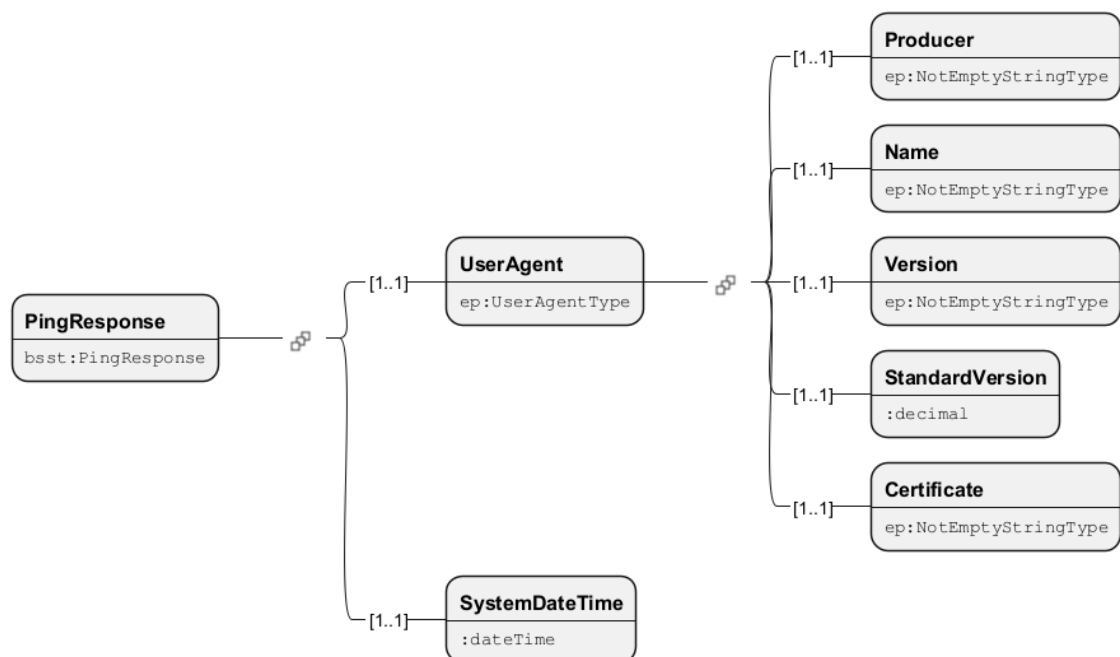 Producer
[1..1]
ep:NotEmptyStringType
Name
[1..1]
ep:NotEmptyStringType
UserAgent
[1..1]
ep:UserAgentType
Version
[1..1]
ep:NotEmptyStringType
PingResponse
bsst:PingResponse
StandardVersion
[1..1]
:decimal
Certificate
[1..1]
ep:NotEmptyStringType
SystemDateTime
[1..1]
:dateTime